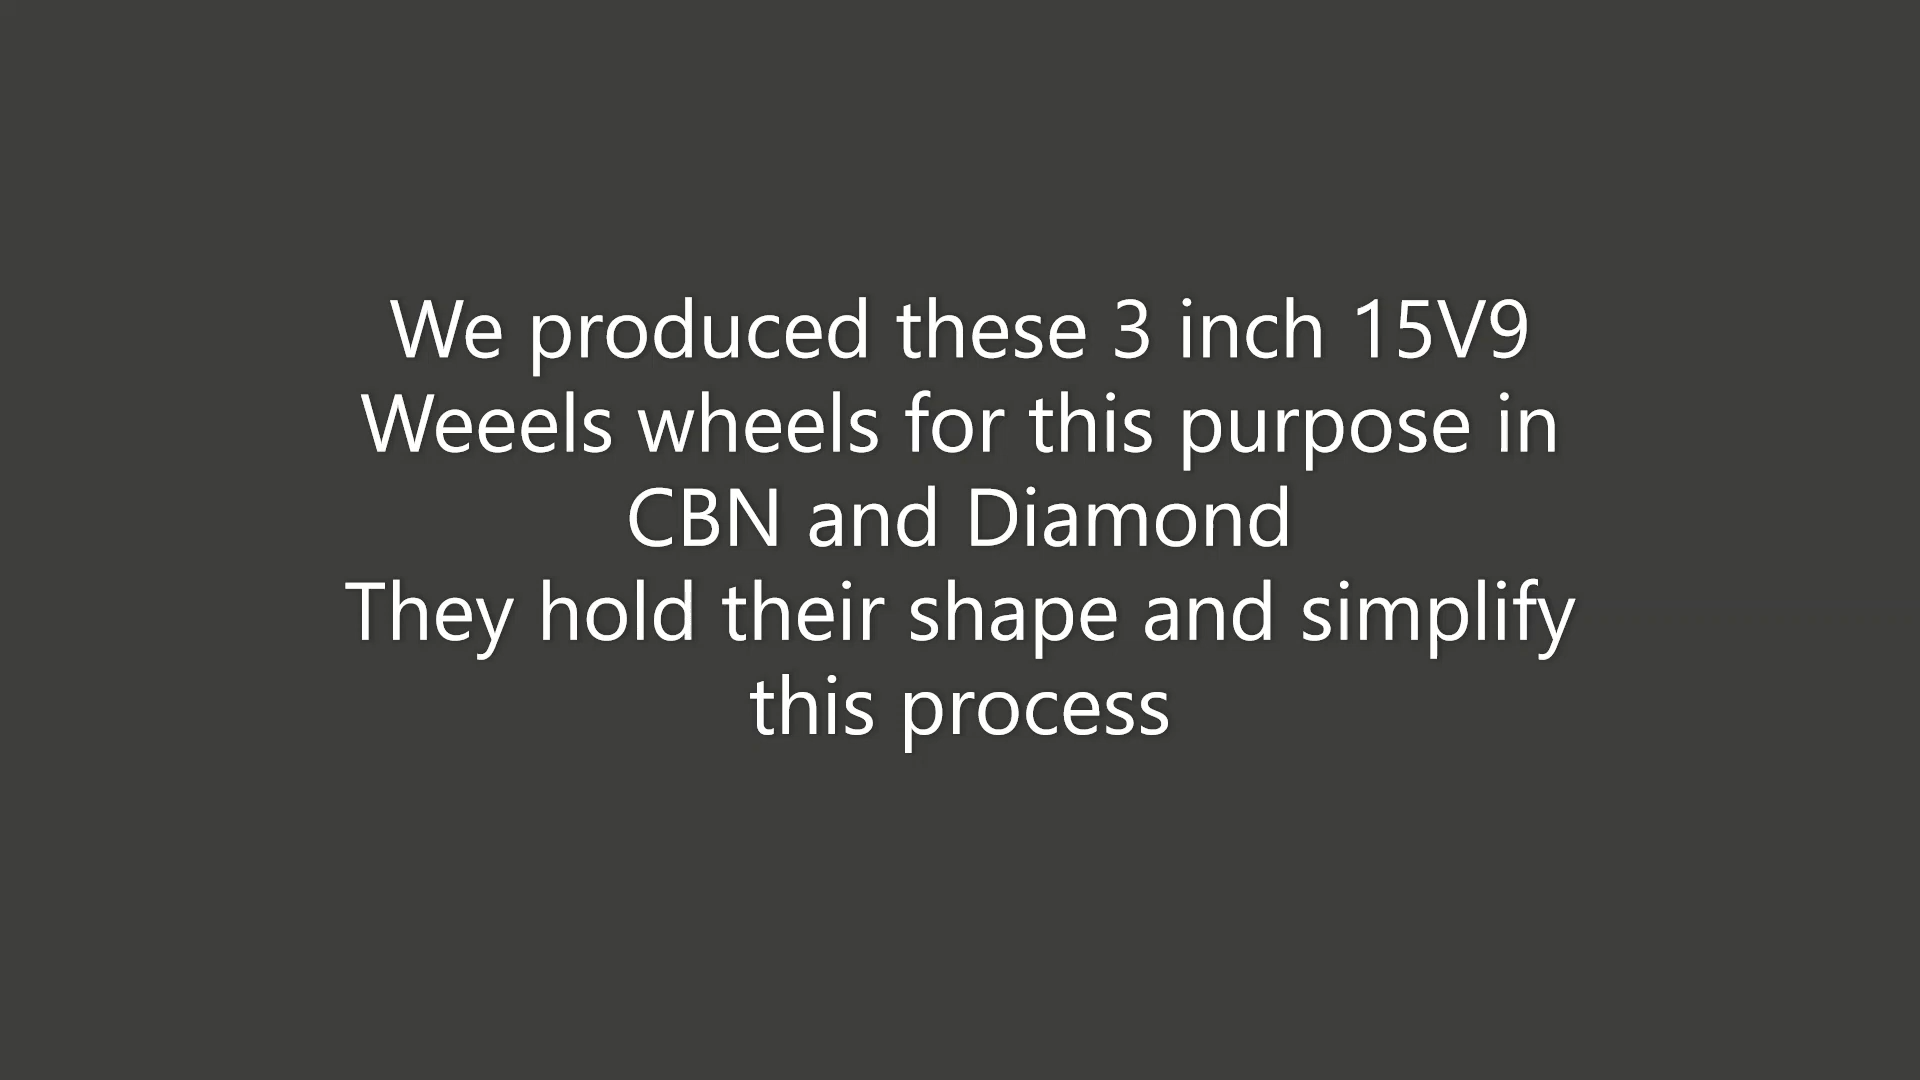 We produced these 3 inch 15V9
Weeels wheels for this purpose in
CBN and Diamond
They hold their shape and simplify
this process